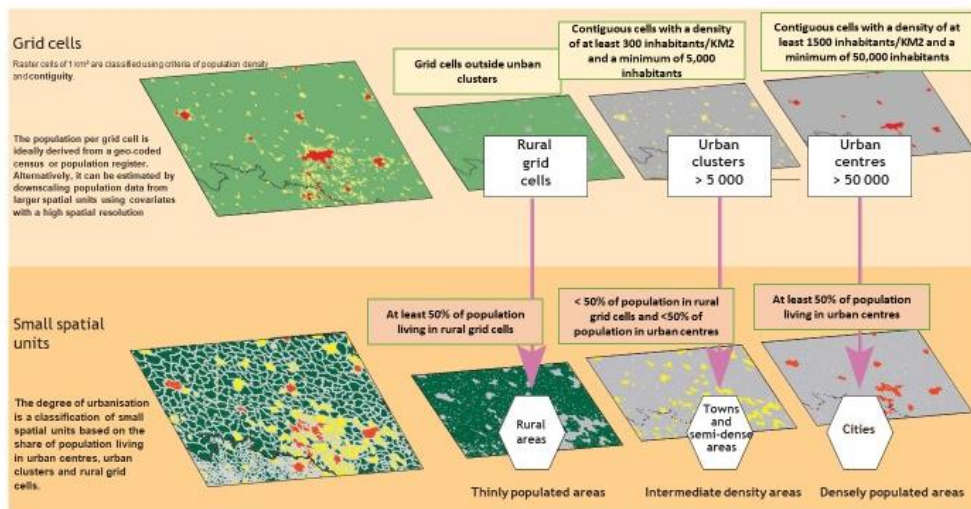 Grid cells
Raster cells of 1 km² are classified using criteria of population density
and contiguity.
The population per grid cell is
ideally derived from a geo-coded
census or population register.
Alternatively, it can be estimated by
downscaling population data from
larger spatial units using covariates
with a high spatial resolution
Grid cells outside urban
clusters
Contiguous cells with a density
of at least 300 inhabitants/KM2
and a minimum of 5,000
inhabitants
Contiguous cells with a density of at
least 1500 inhabitants/KM2 and a
minimum of 50,000 inhabitants
Rural
grid
cells
Urban
clusters
> 5 000
Urban
centres
> 50 000
Small spatial
units
The degree of urbanisation
is a classification of small
spatial units based on the
share of population living
in urban centres, urban
clusters and rural grid
cells.
At least 50% of population
living in rural grid cells
< 50% of population in rural
grid cells and <50% of
population in urban centres
At least 50% of population
living in urban centres
Rural
areas
Towns
and
semi-dense
areas
Cities
Thinly populated areas
Intermediate density areas
Densely populated areas